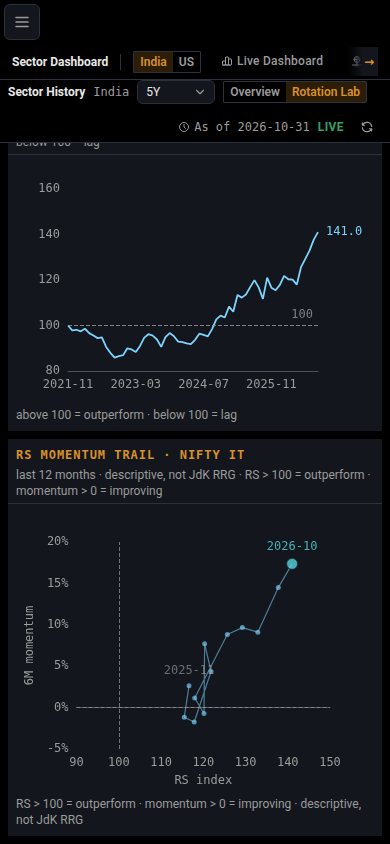 Sector Dashboard India US Live Dashboard →
Sector History India 5Y Overview Rotation Lab
As of 2026-10-31 LIVE
below 100 = lag
160
140
141.0
120
100
100
80
2021-11 2023-03 2024-07 2025-11
above 100 = outperform · below 100 = lag
RS MOMENTUM TRAIL · NIFTY IT
last 12 months · descriptive, not JdK RRG · RS > 100 = outperform ·
momentum > 0 = improving
20%
2026-10
15%
10%
6M momentum
5%
0%
-5%
90 100 110 120 130 140 150
RS index
RS > 100 = outperform · momentum > 0 = improving · descriptive,
not JdK RRG